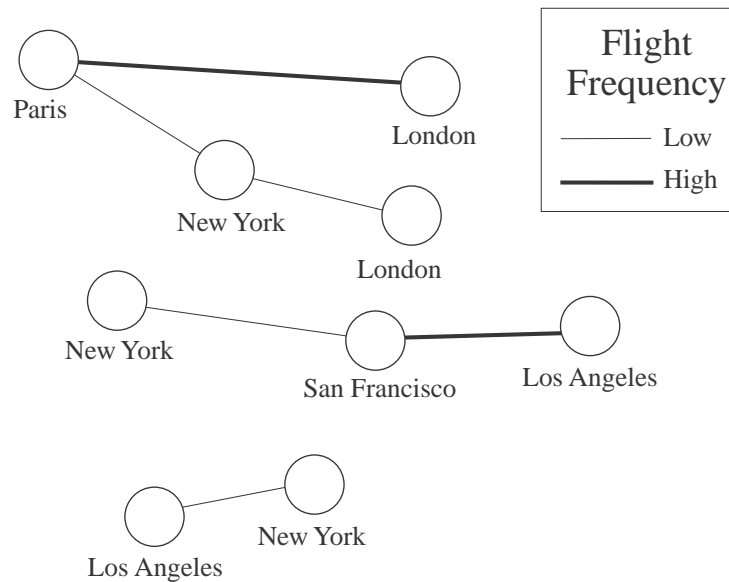 Flight
Frequency
Low
High
Paris
London
New York
London
New York
San Francisco
Los Angeles
Los Angeles
New York